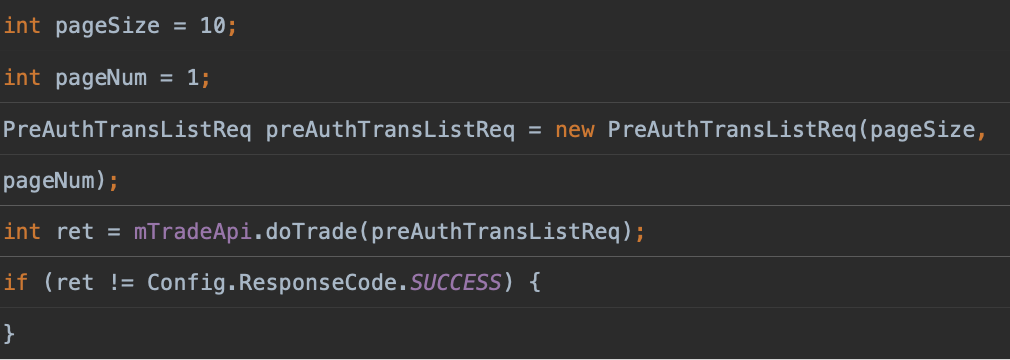 int pageSize = 10;
int pageNum = 1;
PreAuthTransListReq preAuthTransListReq = new PreAuthTransListReq(pageSize,
pageNum);
int ret = mTradeApi.doTrade(preAuthTransListReq);
if (ret != Config.ResponseCode.SUCCESS) {
}